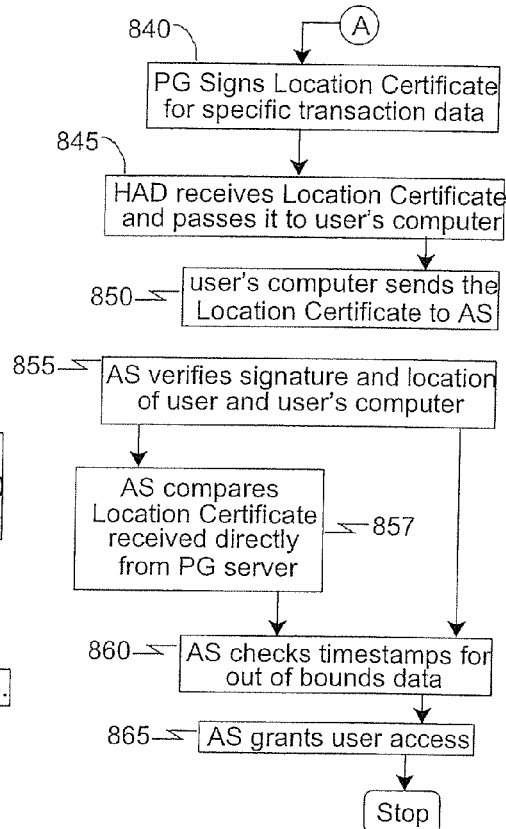 A
840
PG Signs Location Certificate
for specific transaction data
845
HAD receives Location Certificate
and passes it to user's computer
850
user's computer sends the
Location Certificate to AS
855
AS verifies signature and location
of user and user's computer
AS compares
Location Certificate
received directly
from PG server
857
860
AS checks timestamps for
out of bounds data
865
AS grants user access
Stop